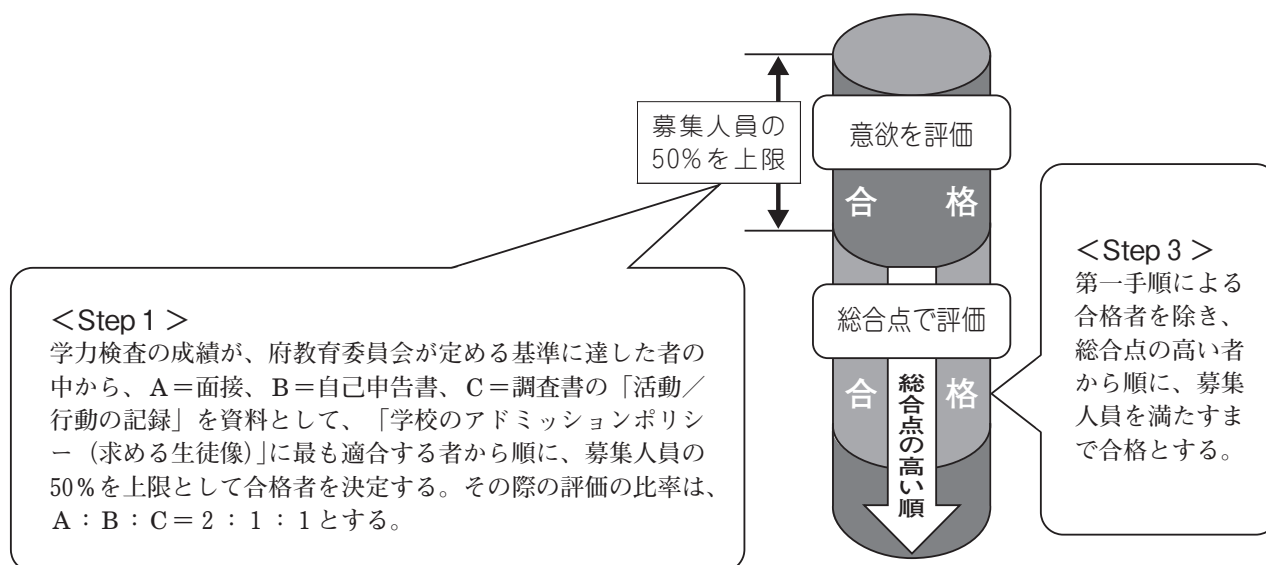 募集人員の
50%を上限
意欲を評価
合 格
<Step 1 >
学力検査の成績が、府教育委員会が定める基準に達した者の
中から、A＝面接、B＝自己申告書、C＝調査書の「活動／
行動の記録」を資料として、「学校のアドミッションポリシ
ー（求める生徒像）」に最も適合する者から順に、募集人員の
50%を上限として合格者を決定する。その際の評価の比率は、
A：B：C＝2：1：1とする。
総合点で評価
合 格
総合点の高い順
<Step 3 >
第一手順による
合格者を除き、
総合点の高い者
から順に、募集
人員を満たすま
で合格とする。